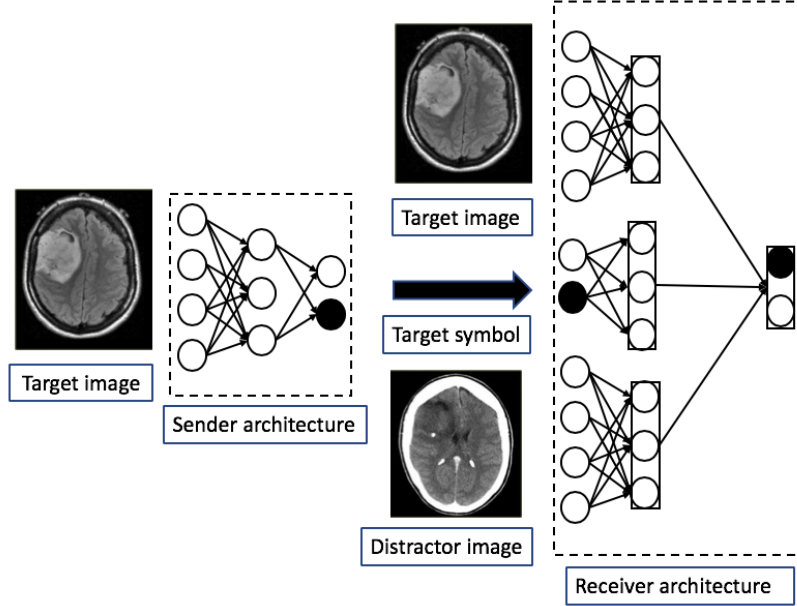 Target image
Sender architecture
Target image
Target symbol
Distractor image
Receiver architecture